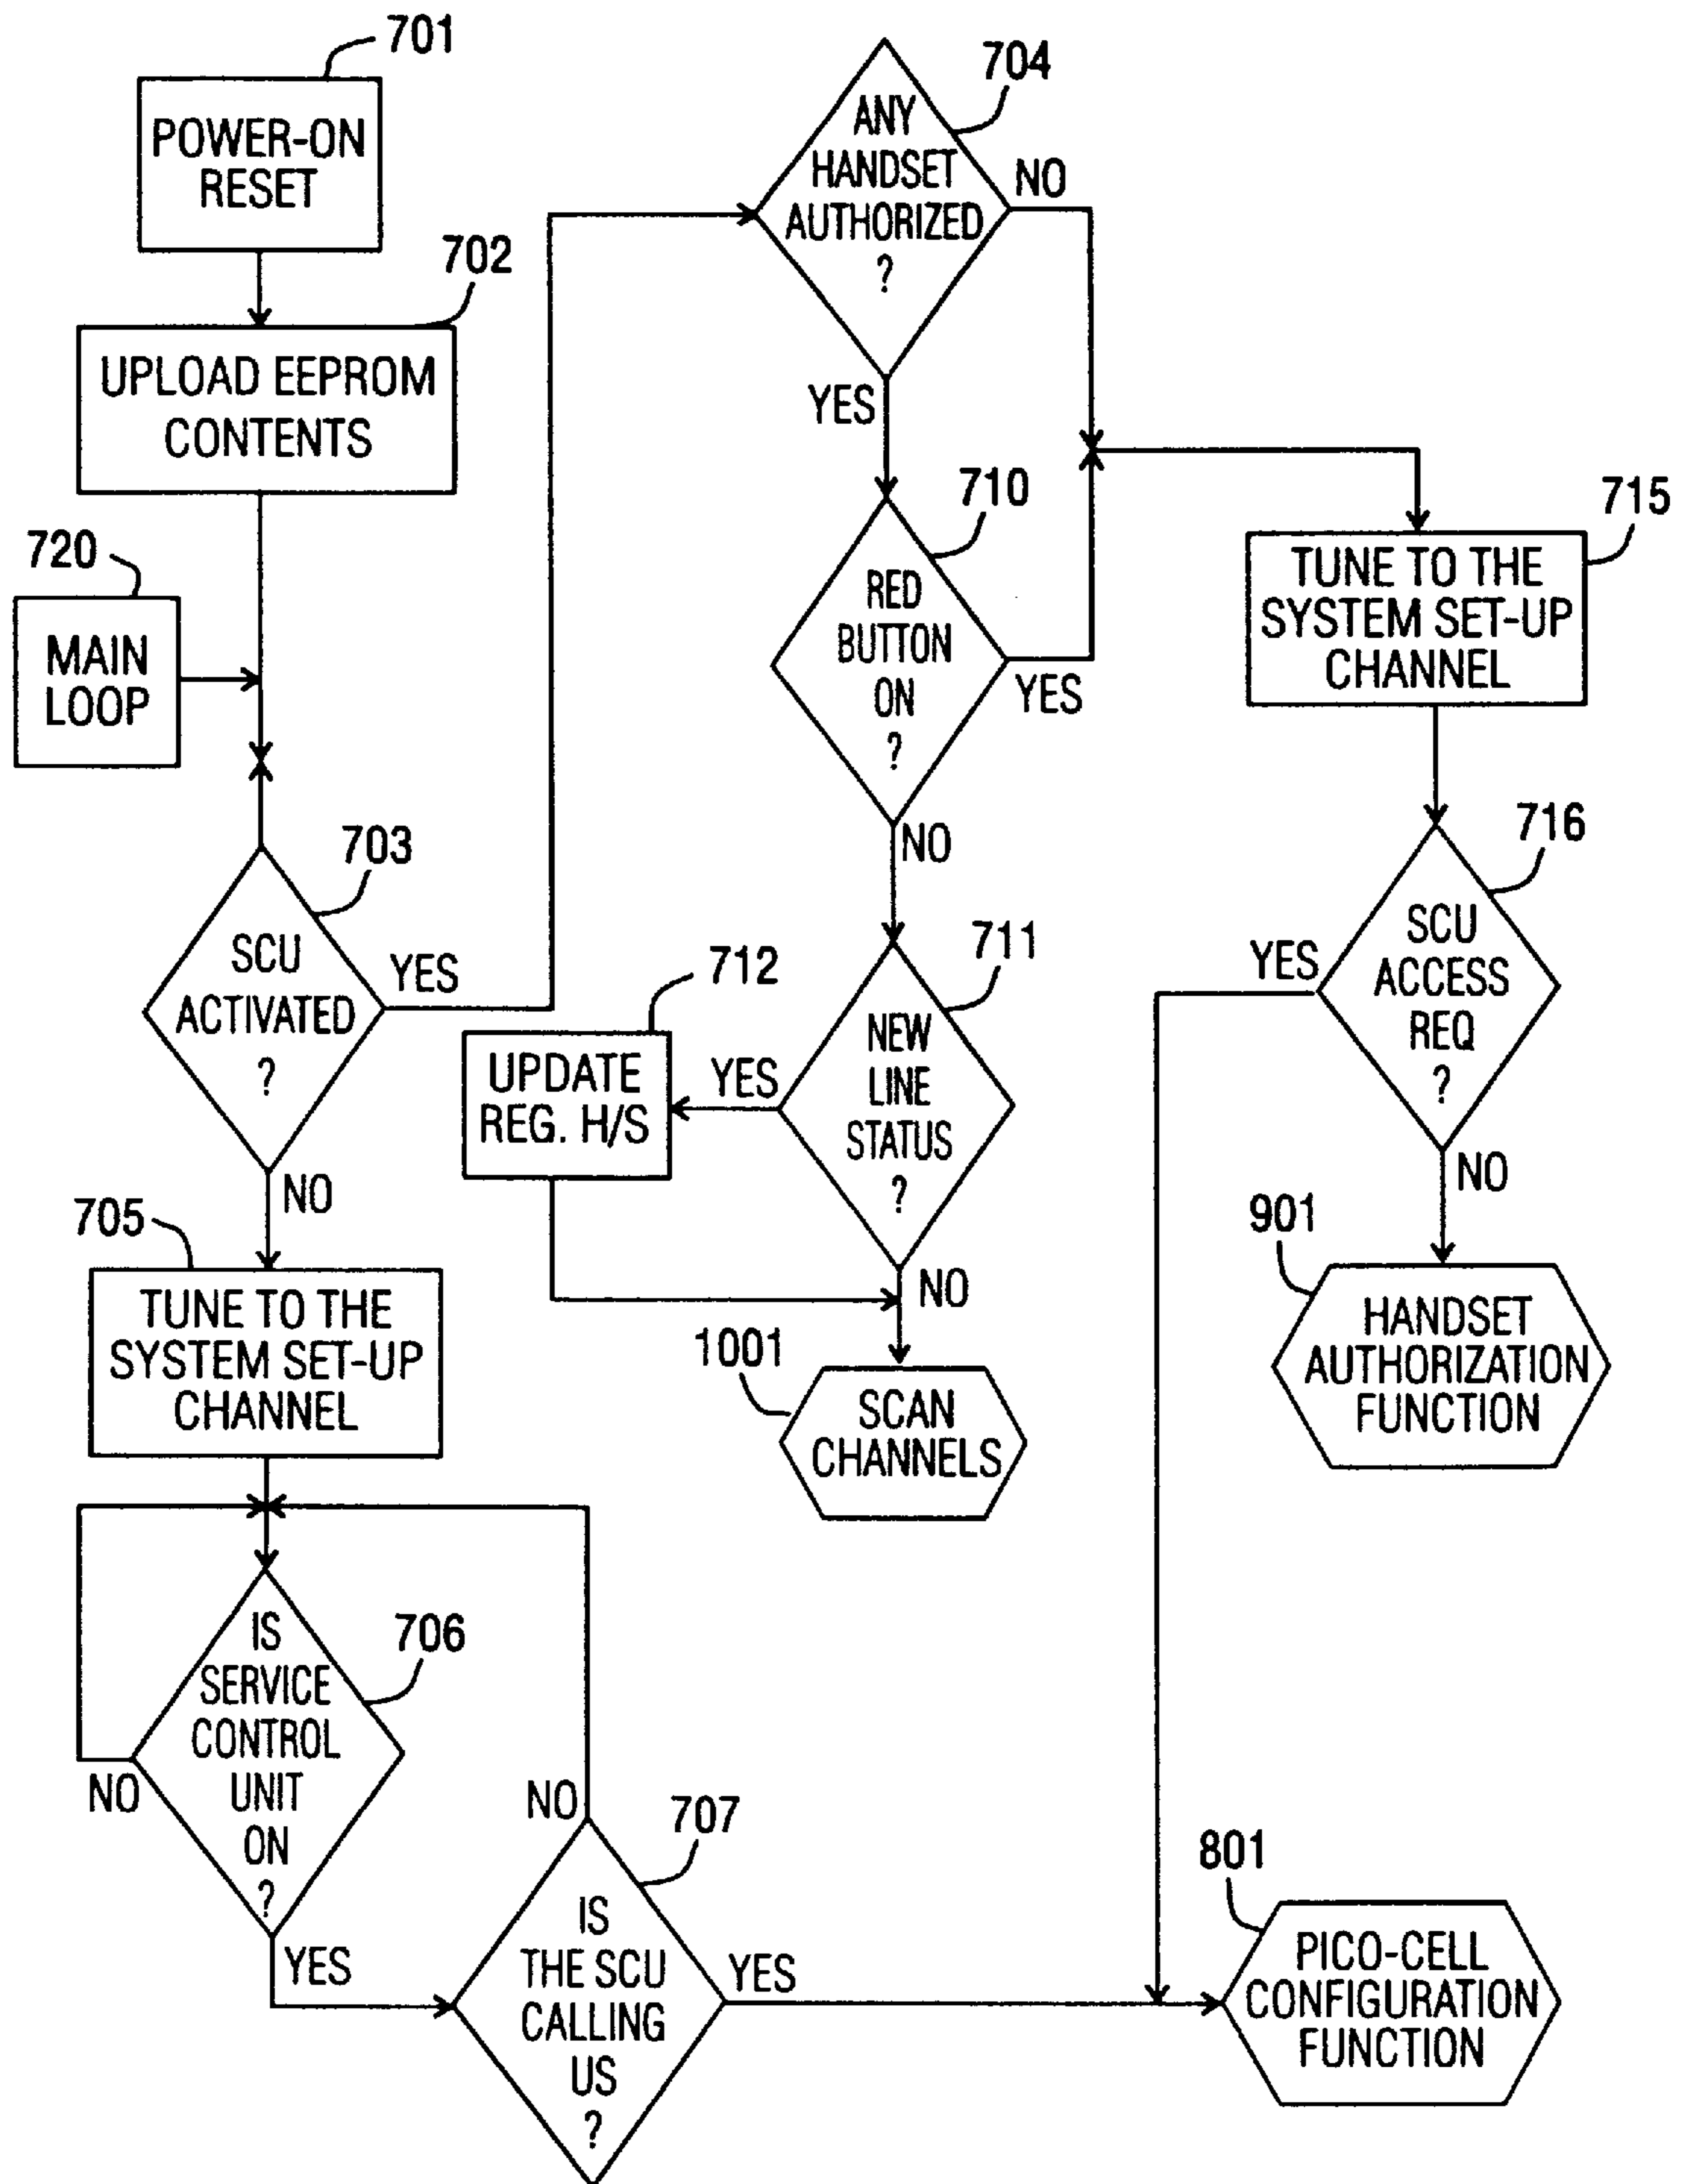 701
POWER-ON
RESET
702
UPLOAD EEPROM
CONTENTS
720
MAIN
LOOP
703
SCU
ACTIVATED
?
YES
NO
705
TUNE TO THE
SYSTEM SET-UP
CHANNEL
IS
SERVICE
CONTROL
UNIT
ON
?
706
NO
YES
707
IS
THE SCU
CALLING
US
?
NO
YES
704
ANY
HANDSET
AUTHORIZED
?
NO
YES
710
RED
BUTTON
ON
?
YES
NO
711
NEW
LINE
STATUS
?
YES
NO
712
UPDATE
REG. H/S
1001
SCAN
CHANNELS
715
TUNE TO THE
SYSTEM SET-UP
CHANNEL
716
SCU
ACCESS
REQ
?
YES
NO
901
HANDSET
AUTHORIZATION
FUNCTION
801
PICO-CELL
CONFIGURATION
FUNCTION